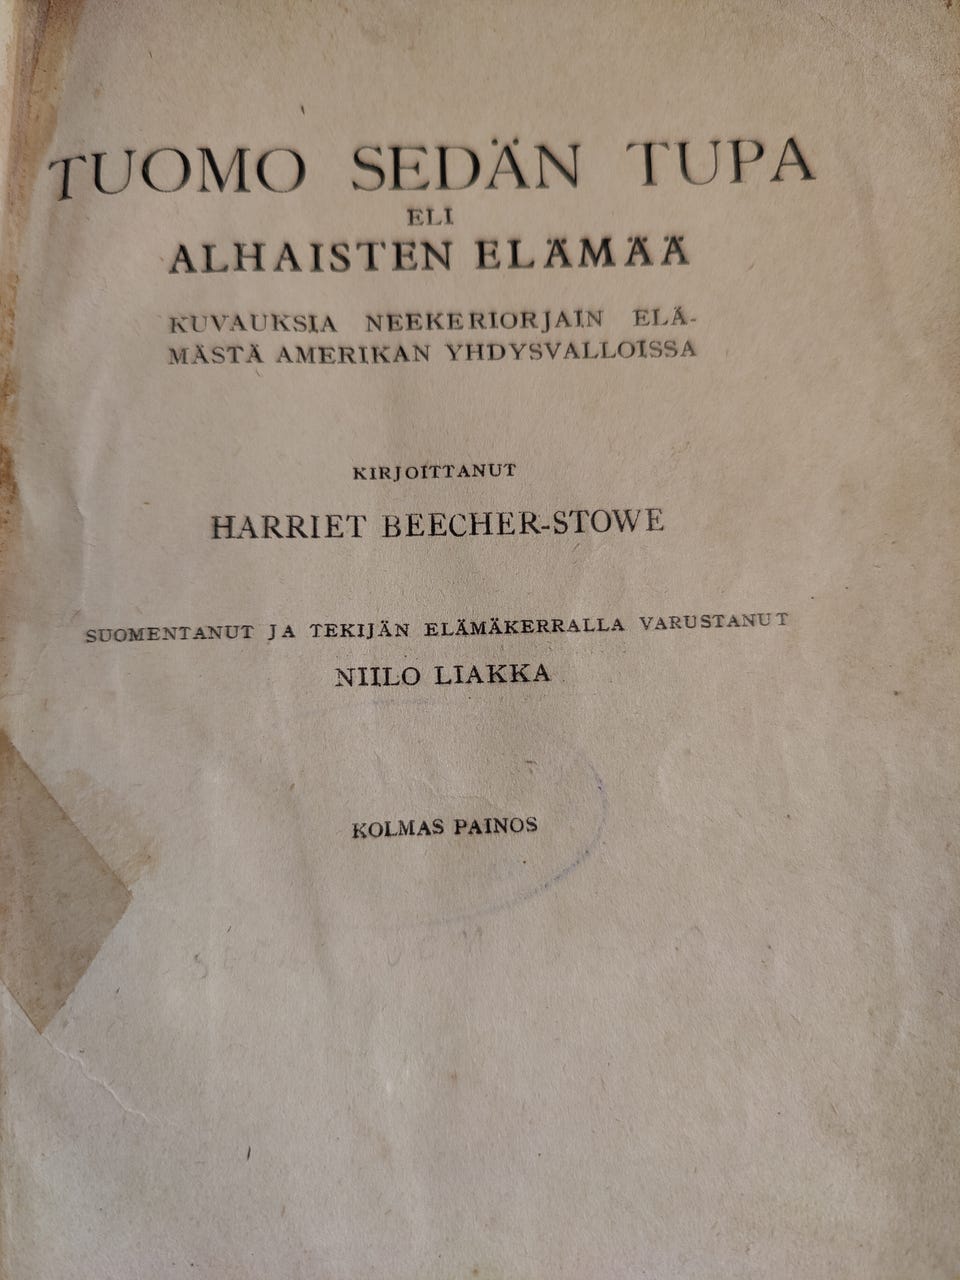 TUOMO SEDÄN TUPA
ELI
ALHAISTEN ELÄMÄÄ
KUVAUKSIA NEEKERIORJAIN ELÄ-
MÄSTÄ AMERIKAN YHDYSVALLOISSA
KIRJOITTANUT
HARRIET BEECHER-STOWE
SUOMENTANUT JA TEKIJÄN ELÄMÄKERRALLA VARUSTANUT
NIILO LIAKKA
KOLMAS PAINOS